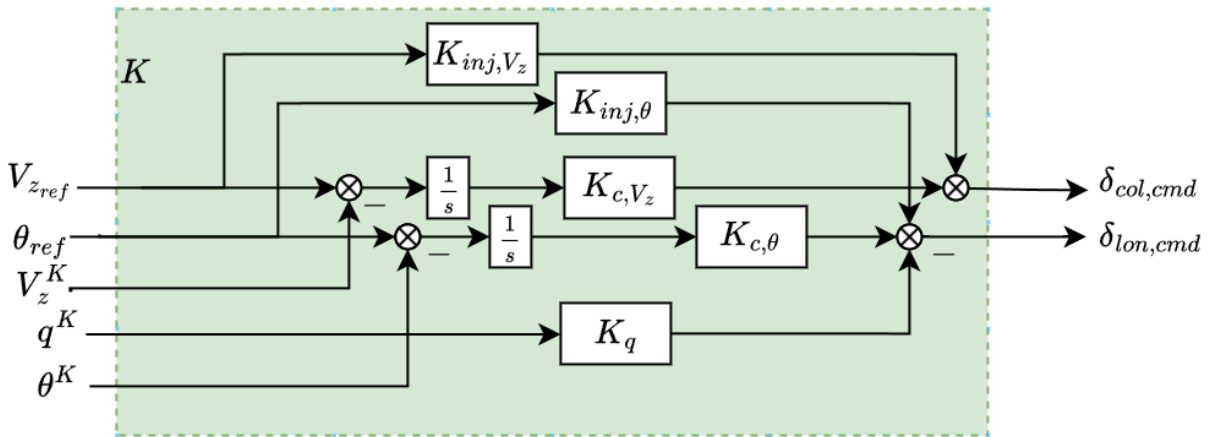 K
K_{inj,V_z}
K_{inj,θ}
V_{z_{ref}}
−
1/s
K_{c,V_z}
δ_{col,cmd}
θ_{ref}
−
1/s
K_{c,θ}
−
δ_{lon,cmd}
V_z^K
q^K
K_q
θ^K